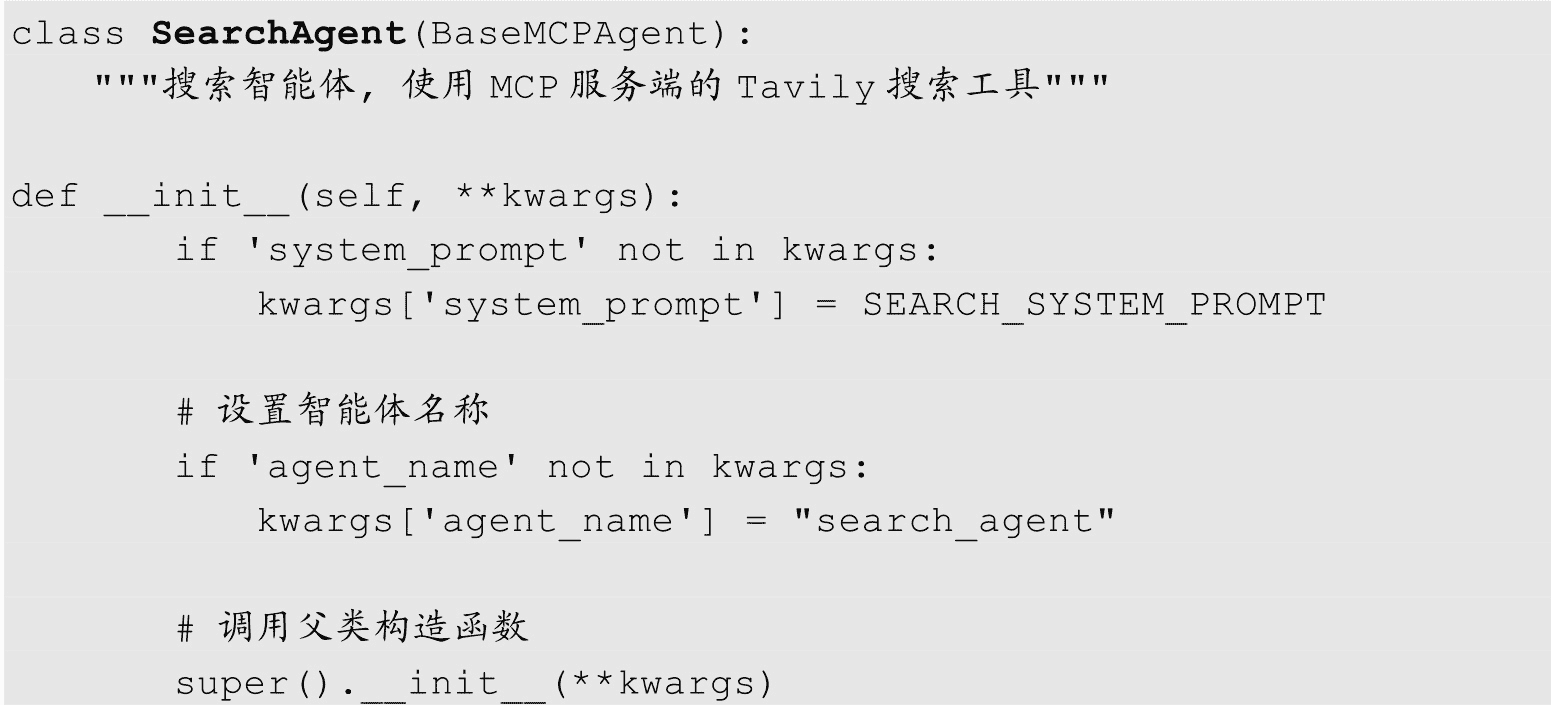 class SearchAgent(BaseMCPAgent):
    """搜索智能体, 使用 MCP 服务端的 Tavily 搜索工具"""

def __init__(self, **kwargs):
        if 'system_prompt' not in kwargs:
            kwargs['system_prompt'] = SEARCH_SYSTEM_PROMPT

        # 设置智能体名称
        if 'agent_name' not in kwargs:
            kwargs['agent_name'] = "search_agent"

        # 调用父类构造函数
        super().__init__(**kwargs)